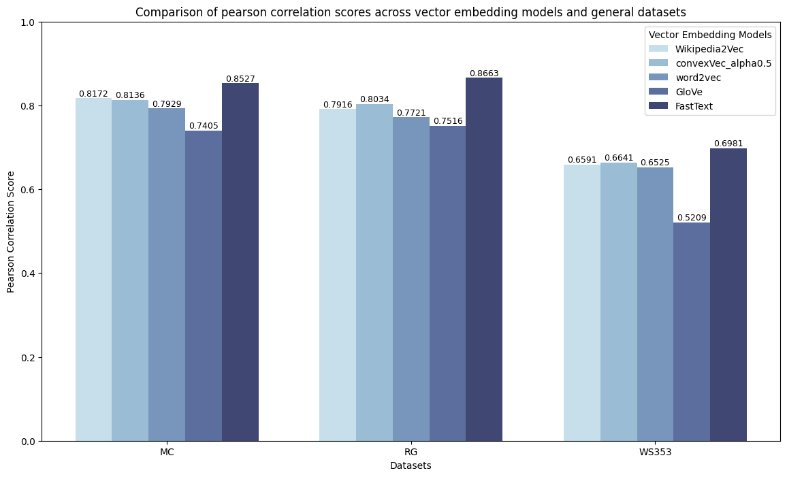 Comparison of pearson correlation scores across vector embedding models and general datasets
1.0
0.8
0.6
0.4
0.2
0.0
Pearson Correlation Score
Vector Embedding Models
Wikipedia2Vec
convexVec_alpha0.5
word2vec
GloVe
FastText
0.8172
0.8136
0.7929
0.7405
0.8527
0.7916
0.8034
0.7721
0.7516
0.8663
0.6591
0.6641
0.6525
0.5209
0.6981
MC
RG
WS353
Datasets